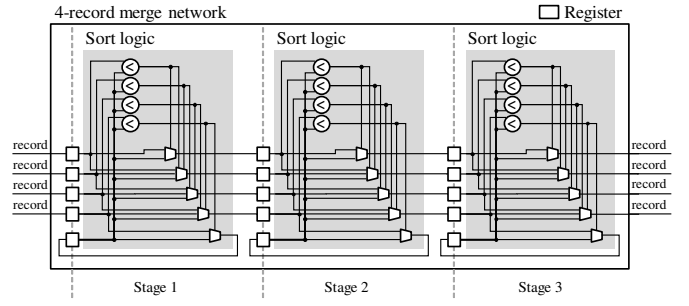 4-record merge network
Register
Sort logic
Sort logic
Sort logic
<
<
<
<
<
<
<
<
<
<
<
<
record
record
record
record
record
record
record
record
Stage 1
Stage 2
Stage 3